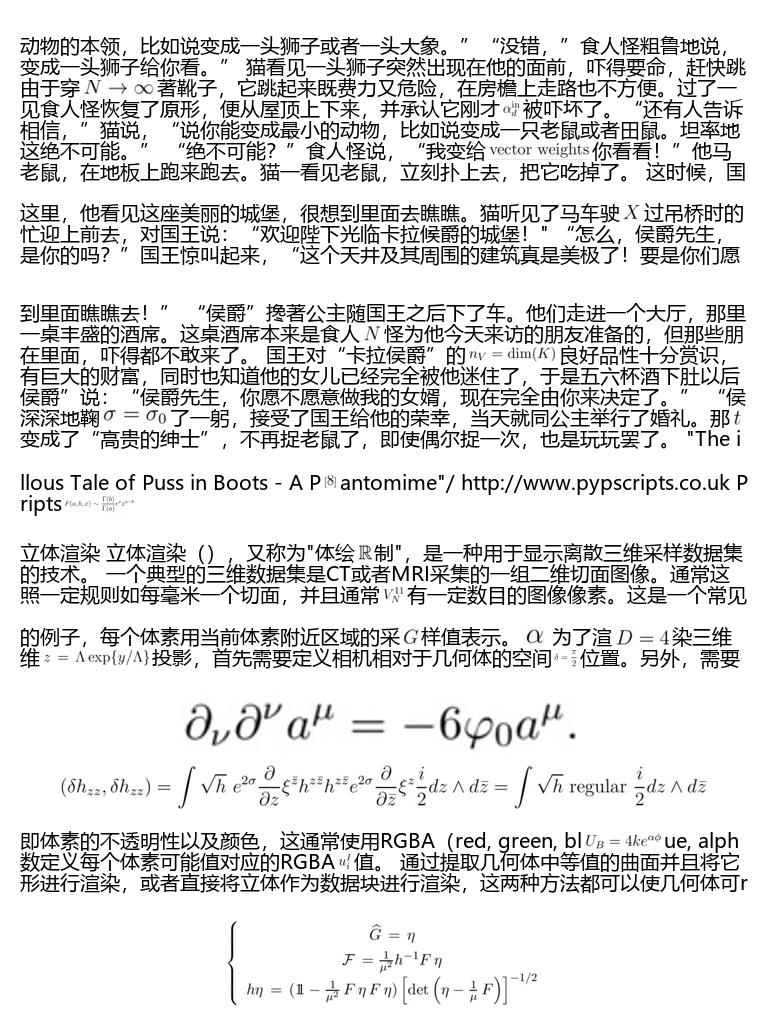 动物的本领，比如说变成一头狮子或者一头大象。” “没错，”食人怪粗鲁地说，
变成一头狮子给你看。” 猫看见一头狮子突然出现在他的面前，吓得要命，赶快跳
由于穿 $N \to \infty$ 著靴子，它跳起来既费力又危险，在房檐上走路也不方便。过了一
见食人怪恢复了原形，便从屋顶上下来，并承认它刚才 $\alpha_d^{\text{in}}$ 被吓坏了。 “还有人告诉
相信，”猫说，“说你能变成最小的动物，比如说变成一只老鼠或者田鼠。坦率地
这绝不可能。” “绝不可能？”食人怪说，“我变给 vector weights 你看看！”他马
老鼠，在地板上跑来跑去。猫一看见老鼠，立刻扑上去，把它吃掉了。 这时候，国
这里，他看见这座美丽的城堡，很想到里面去瞧瞧。猫听见了马车驶 $X$ 过吊桥时的
忙迎上前去，对国王说：“欢迎陛下光临卡拉候爵的城堡！" “怎么，侯爵先生，
是你的吗？”国王惊叫起来，“这个天井及其周围的建筑真是美极了！要是你们愿
到里面瞧瞧去！” “侯爵”搀著公主随国王之后下了车。他们走进一个大厅，那里
一桌丰盛的酒席。这桌酒席本来是食人 $N$ 怪为他今天来访的朋友准备的，但那些朋
在里面，吓得都不敢来了。 国王对“卡拉侯爵”的 $n_V = \dim(K)$ 良好品性十分赏识，
有巨大的财富，同时也知道他的女儿已经完全被他迷住了，于是五六杯酒下肚以后
侯爵”说：“侯爵先生，你愿不愿意做我的女婿，现在完全由你来决定了。” “侯
深深地鞠 $\sigma = \sigma_0$ 了一躬，接受了国王给他的荣幸，当天就同公主举行了婚礼。那 $t$
变成了“高贵的绅士”，不再捉老鼠了，即使偶尔捉一次，也是玩玩罢了。 "The i
llous Tale of Puss in Boots - A P [8] antomime"/ http://www.pypscripts.co.uk P
ripts $F(a,b,x) \sim \frac{\Gamma(b)}{\Gamma(a)} e^x x^{a-b}$
立体渲染 立体渲染（），又称为"体绘 $\mathbb{R}$ 制"，是一种用于显示离散三维采样数据集
的技术。 一个典型的三维数据集是CT或者MRI采集的一组二维切面图像。通常这
照一定规则如每毫米一个切面，并且通常 $V_N^{11}$ 有一定数目的图像像素。这是一个常见
的例子，每个体素用当前体素附近区域的采 $G$ 样值表示。 $\alpha$ 为了渲 $D = 4$ 染三维
维 $z = \Lambda \exp\{y/\Lambda\}$ 投影，首先需要定义相机相对于几何体的空间 $\delta = \frac{\pi}{2}$ 位置。另外，需要
$\partial_\nu \partial^\nu a^\mu = -6\varphi_0 a^\mu.$
$(\delta h_{zz}, \delta h_{zz}) = \int \sqrt{h}\, e^{2\sigma} \frac{\partial}{\partial z} \xi^{\bar{z}} h^{z\bar{z}} h^{z\bar{z}} e^{2\sigma} \frac{\partial}{\partial \bar{z}} \xi^z \frac{i}{2} dz \wedge d\bar{z} = \int \sqrt{h} \text{ regular } \frac{i}{2} dz \wedge d\bar{z}$
即体素的不透明性以及颜色，这通常使用RGBA（red, green, bl $U_B = 4ke^{\alpha\phi}$ ue, alph
数定义每个体素可能值对应的RGBA $u_i^t$ 值。 通过提取几何体中等值的曲面并且将它
形进行渲染，或者直接将立体作为数据块进行渲染，这两种方法都可以使几何体可r
$\widehat{G} = \eta$
$\mathcal{F} = \frac{1}{\mu^2} h^{-1} F \eta$
$h\eta = (1\!\!1 - \frac{1}{\mu^2} F \eta F \eta) \left[\det\left(\eta - \frac{1}{\mu} F\right)\right]^{-1/2}$